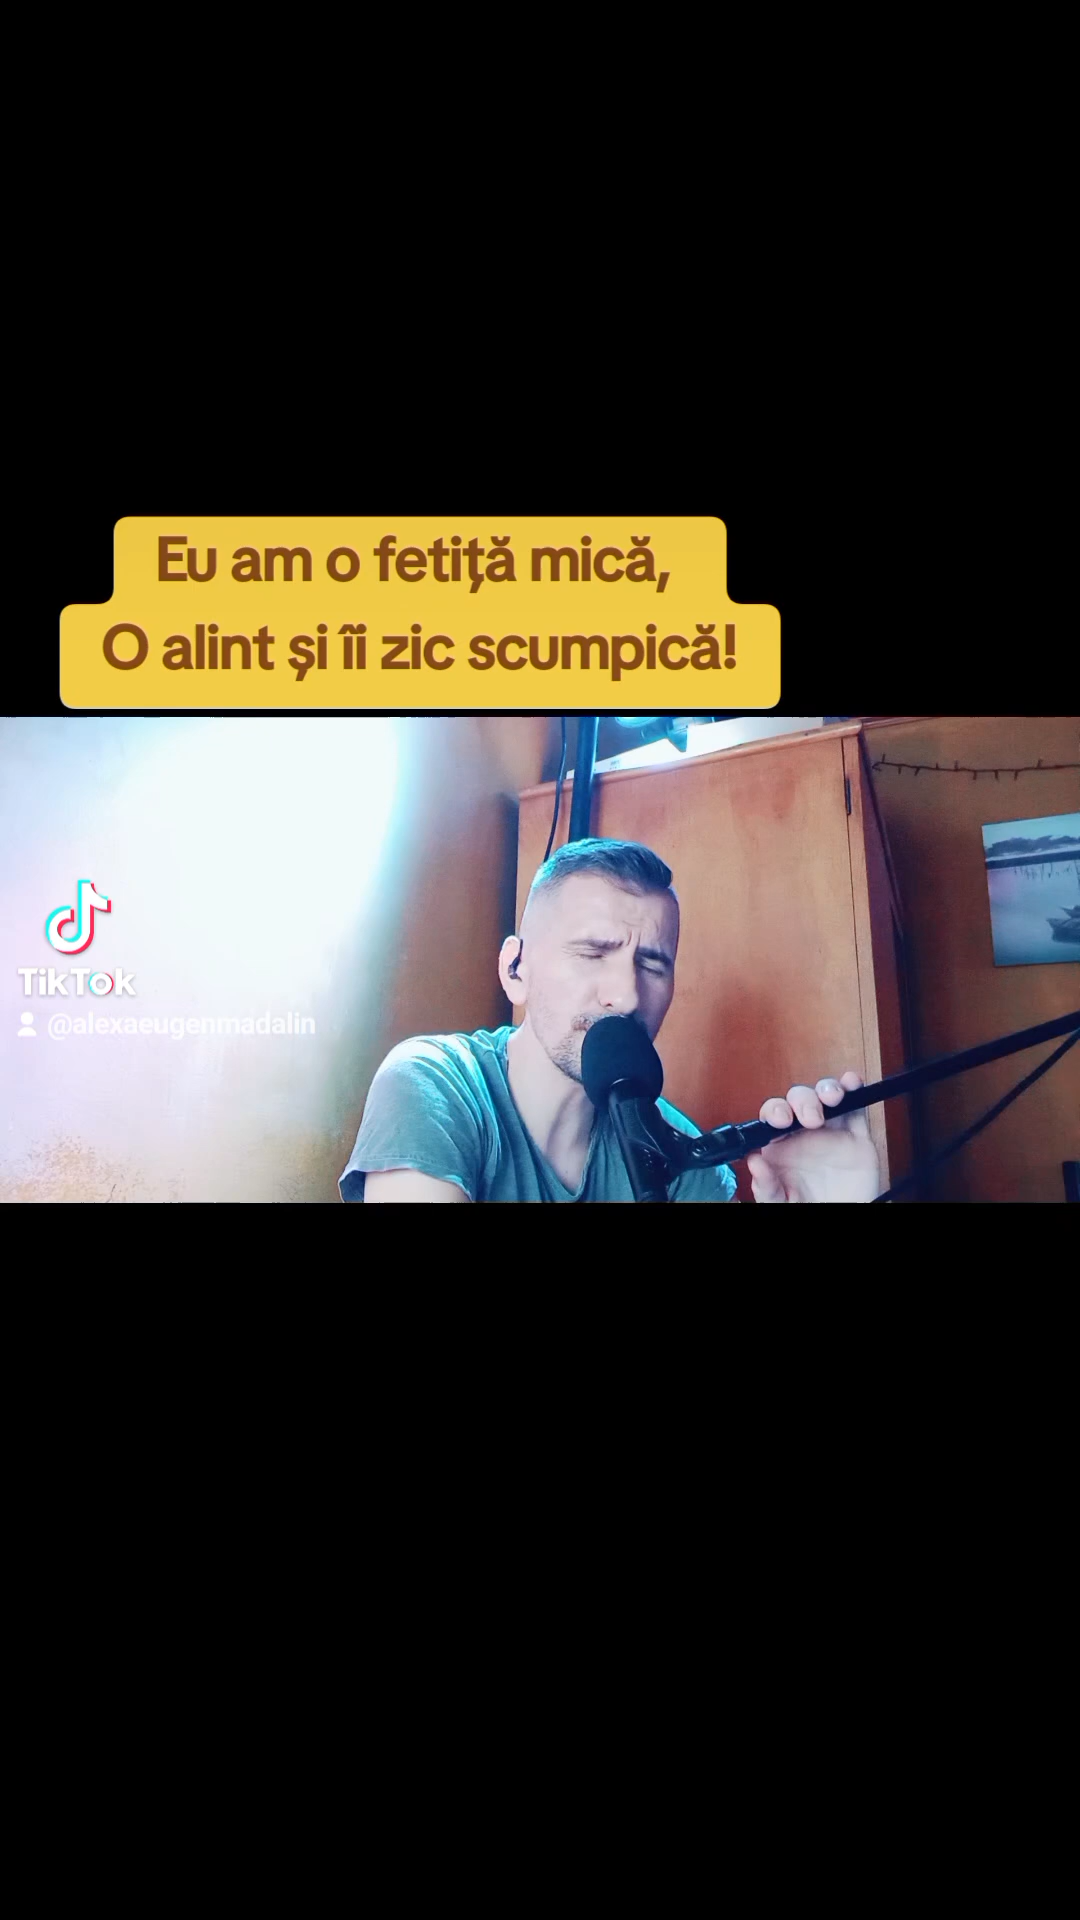 Eu am o fetiță mică,
O alint și îi zic scumpică!
TikTok
@alexaeugenmadalin